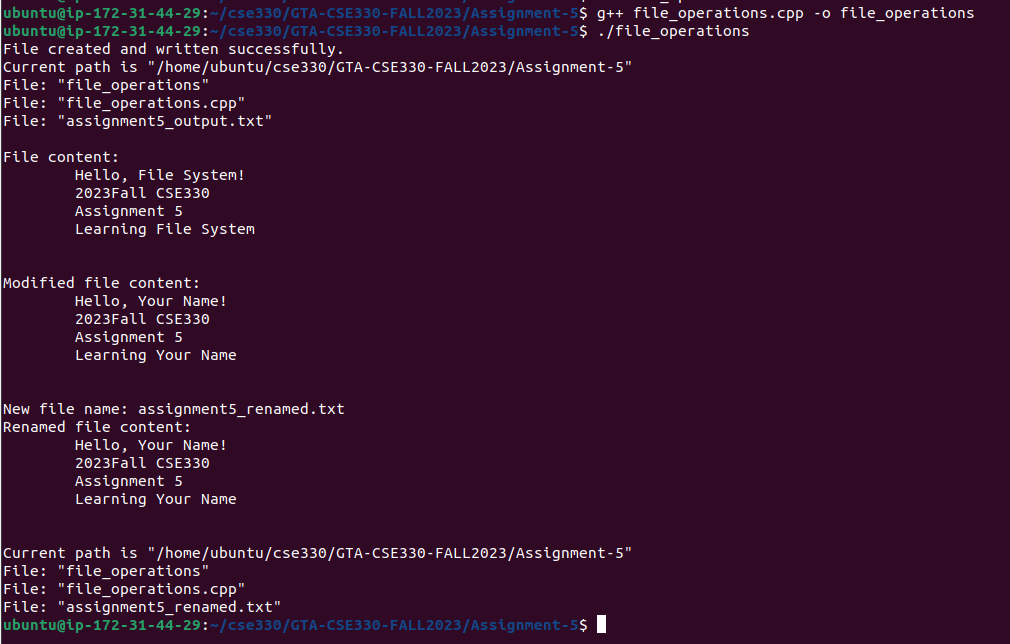 ubuntu@ip-172-31-44-29:~/cse330/GTA-CSE330-FALL2023/Assignment-5$ g++ file_operations.cpp -o file_operations
ubuntu@ip-172-31-44-29:~/cse330/GTA-CSE330-FALL2023/Assignment-5$ ./file_operations
File created and written successfully.
Current path is "/home/ubuntu/cse330/GTA-CSE330-FALL2023/Assignment-5"
File: "file_operations"
File: "file_operations.cpp"
File: "assignment5_output.txt"

File content:
        Hello, File System!
        2023Fall CSE330
        Assignment 5
        Learning File System


Modified file content:
        Hello, Your Name!
        2023Fall CSE330
        Assignment 5
        Learning Your Name


New file name: assignment5_renamed.txt
Renamed file content:
        Hello, Your Name!
        2023Fall CSE330
        Assignment 5
        Learning Your Name


Current path is "/home/ubuntu/cse330/GTA-CSE330-FALL2023/Assignment-5"
File: "file_operations"
File: "file_operations.cpp"
File: "assignment5_renamed.txt"
ubuntu@ip-172-31-44-29:~/cse330/GTA-CSE330-FALL2023/Assignment-5$